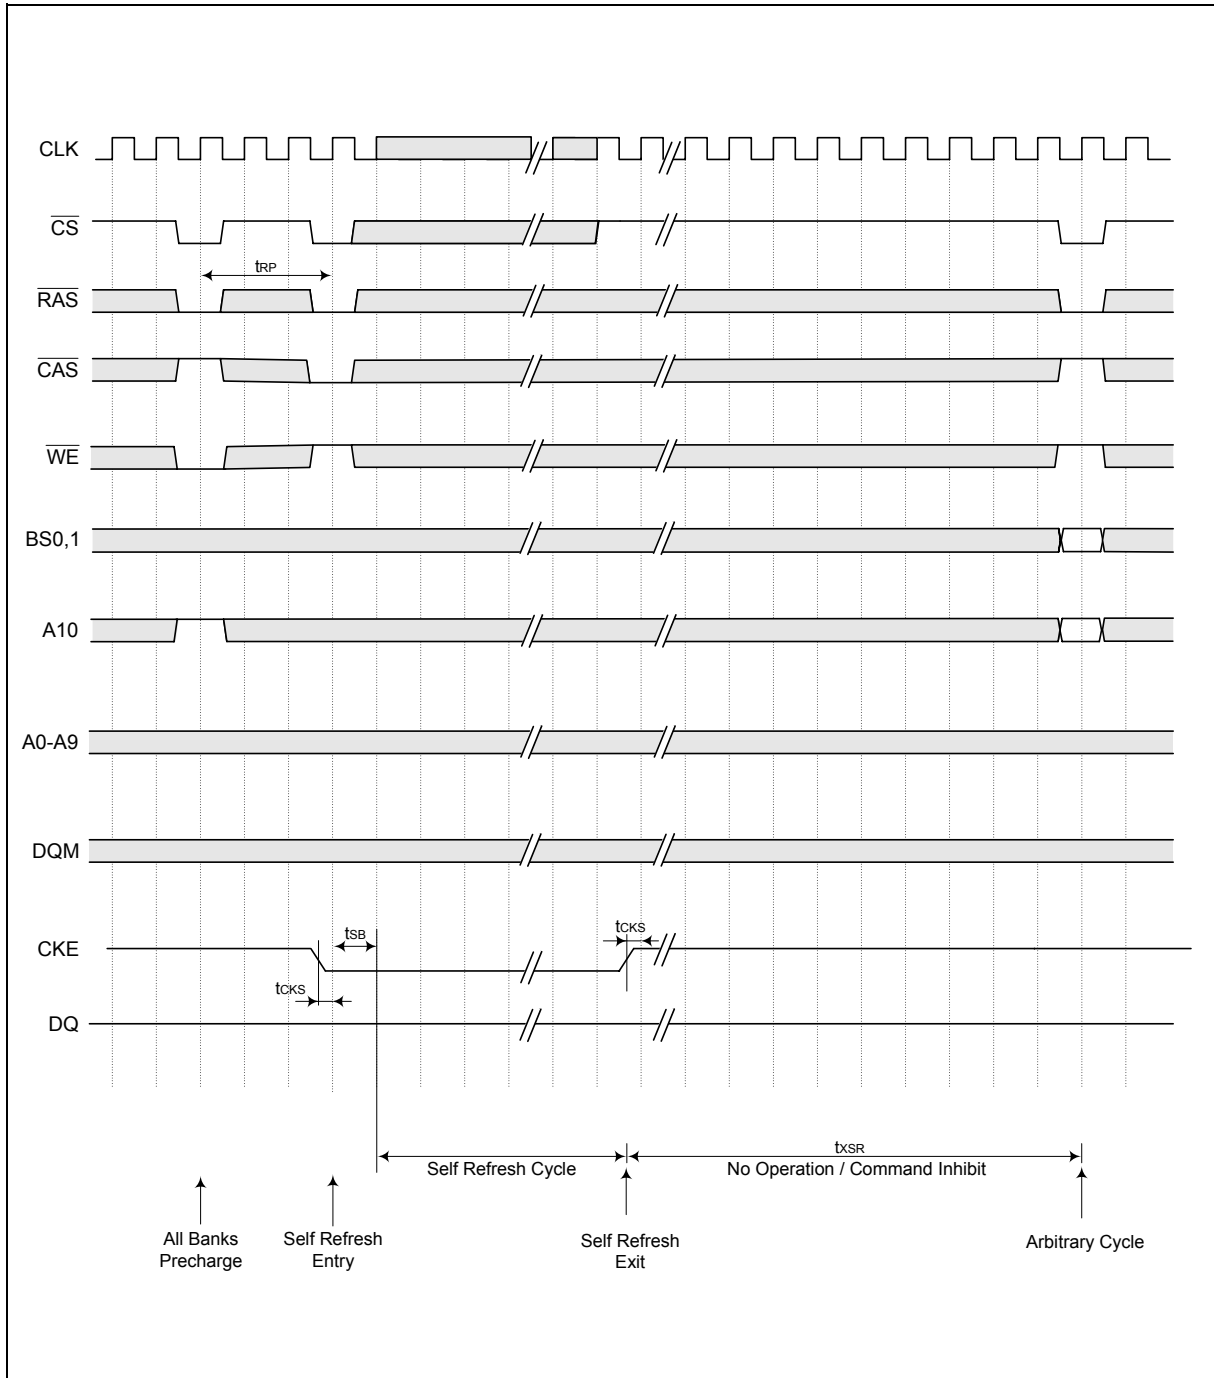 CLK
CS
tRP
RAS
CAS
WE
BS0,1
A10
A0-A9
DQM
tSB
tCKS
CKE
tCKS
DQ
tXSR
Self Refresh Cycle
No Operation / Command Inhibit
All Banks
Precharge
Self Refresh
Entry
Self Refresh
Exit
Arbitrary Cycle